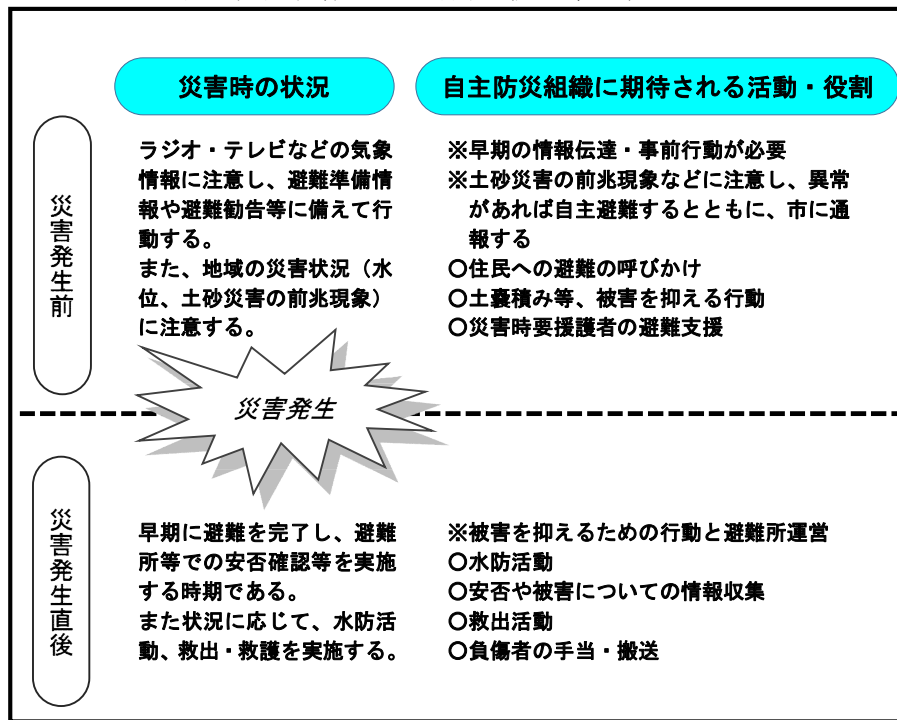 災害時の状況
自主防災組織に期待される活動・役割
災害発生前
ラジオ・テレビなどの気象
情報に注意し、避難準備情
報や避難勧告等に備えて行
動する。
また、地域の災害状況（水
位、土砂災害の前兆現象）
に注意する。
※早期の情報伝達・事前行動が必要
※土砂災害の前兆現象などに注意し、異常
があれば自主避難するとともに、市に通
報する
○住民への避難の呼びかけ
○土嚢積み等、被害を抑える行動
○災害時要援護者の避難支援
災害発生
災害発生直後
早期に避難を完了し、避難
所等での安否確認等を実施
する時期である。
また状況に応じて、水防活
動、救出・救護を実施する。
※被害を抑えるための行動と避難所運営
○水防活動
○安否や被害についての情報収集
○救出活動
○負傷者の手当・搬送